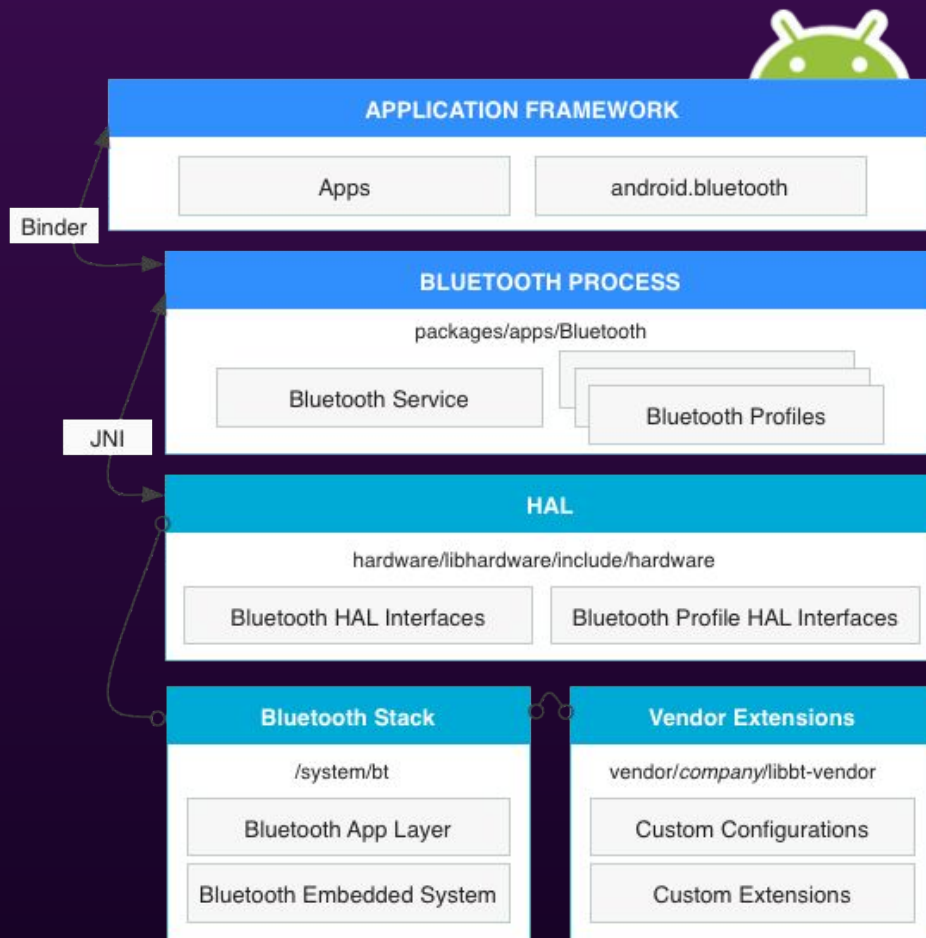 APPLICATION FRAMEWORK
Apps
android.bluetooth
Binder
BLUETOOTH PROCESS
packages/apps/Bluetooth
Bluetooth Service
Bluetooth Profiles
JNI
HAL
hardware/libhardware/include/hardware
Bluetooth HAL Interfaces
Bluetooth Profile HAL Interfaces
Bluetooth Stack
/system/bt
Bluetooth App Layer
Bluetooth Embedded System
Vendor Extensions
vendor/company/libbt-vendor
Custom Configurations
Custom Extensions